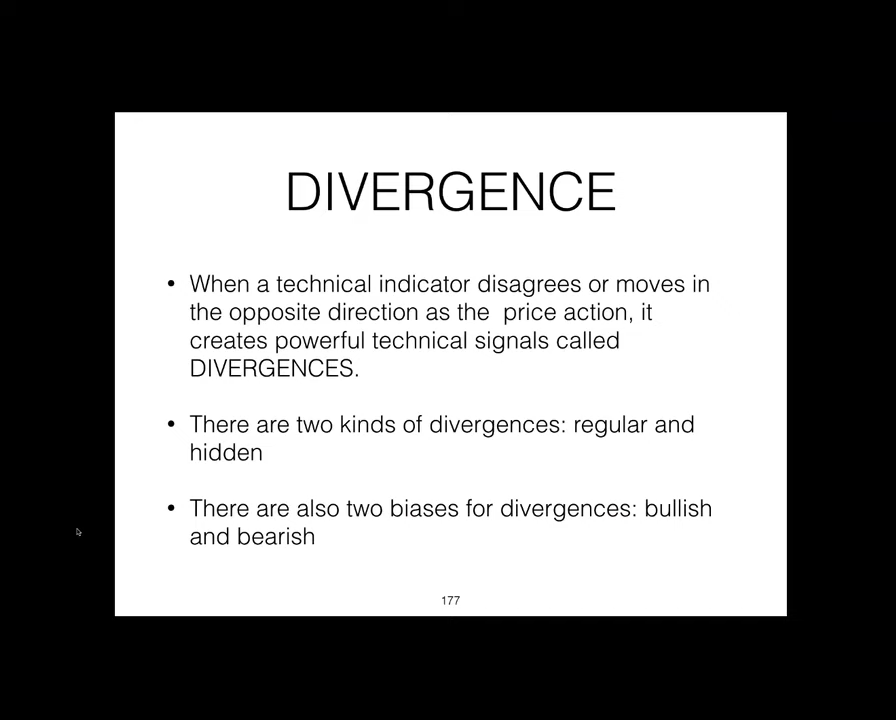 DIVERGENCE
• When a technical indicator disagrees or moves in
the opposite direction as the  price action, it
creates powerful technical signals called
DIVERGENCES.
• There are two kinds of divergences: regular and
hidden
• There are also two biases for divergences: bullish
and bearish
177